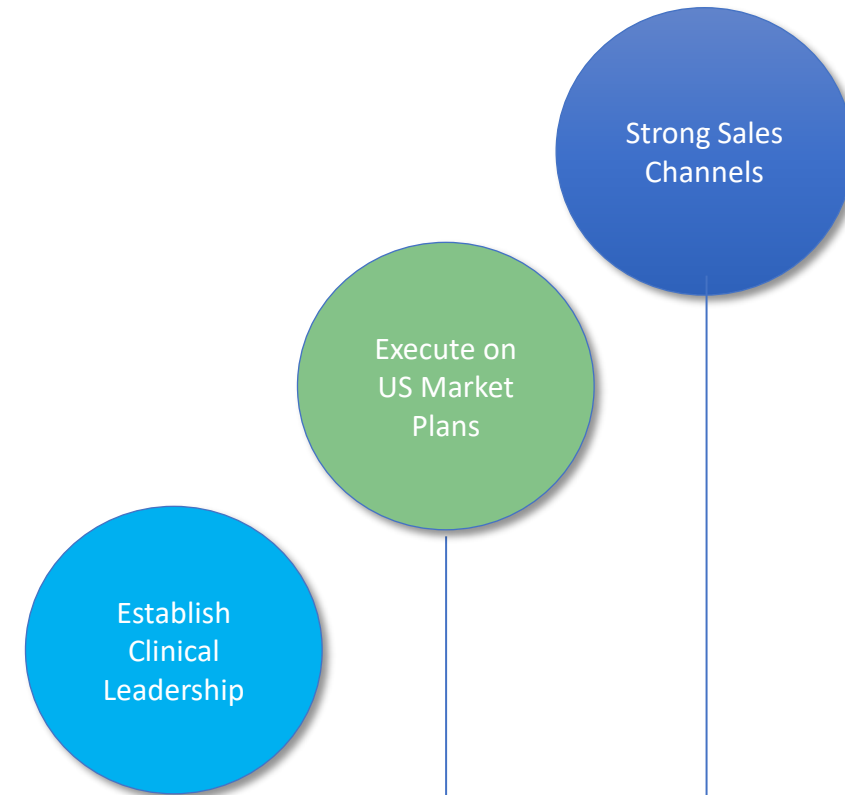 Strong Sales
Channels
Execute on
US Market
Plans
Establish
Clinical
Leadership